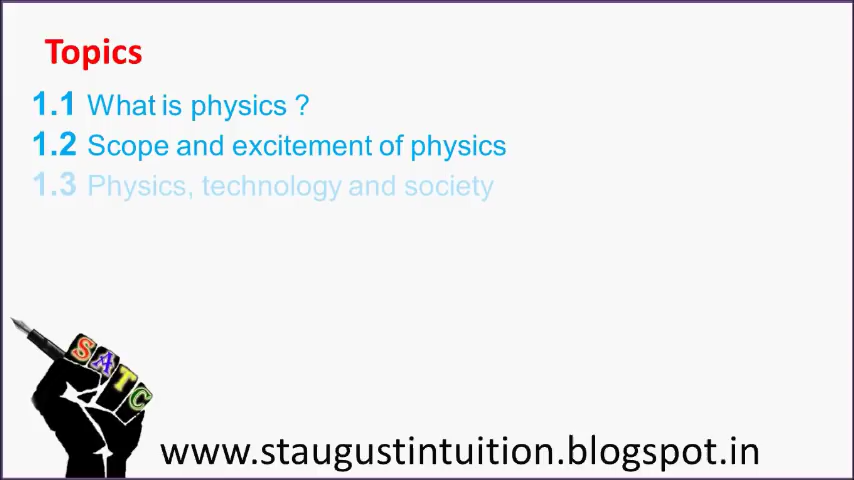 Topics
1.1 What is physics ?
1.2 Scope and excitement of physics
1.3 Physics, technology and society
SATC
www.staugustintuition.blogspot.in